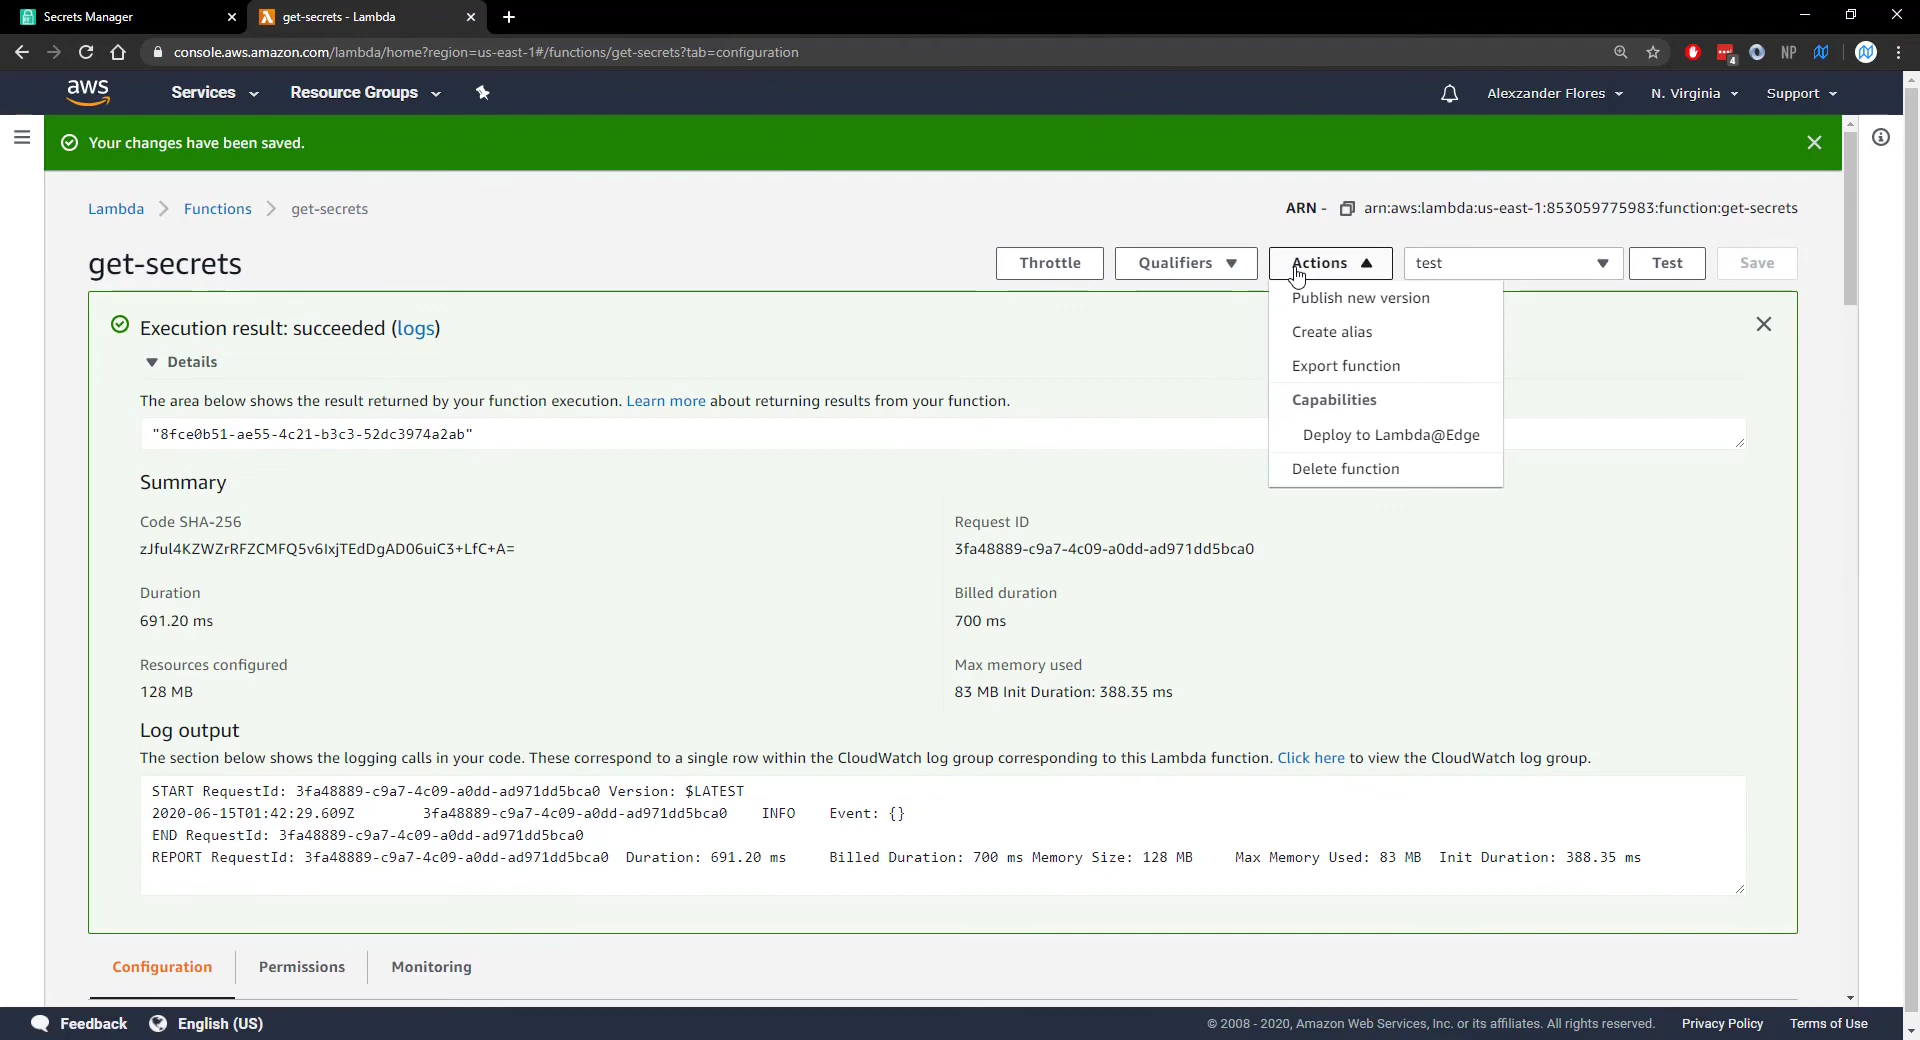 Secrets Manager
get-secrets - Lambda
console.aws.amazon.com/lambda/home?region=us-east-1#/functions/get-secrets?tab=configuration
4
NP
aws
Services
Resource Groups
Alexzander Flores
N. Virginia
Support
Your changes have been saved.
Lambda
Functions
get-secrets
ARN - arn:aws:lambda:us-east-1:853059775983:function:get-secrets
get-secrets
Throttle
Qualifiers
Actions
test
Test
Save
Publish new version
Create alias
Export function
Capabilities
Deploy to Lambda@Edge
Delete function
Execution result: succeeded (logs)
Details
The area below shows the result returned by your function execution. Learn more about returning results from your function.
"8fce0b51-ae55-4c21-b3c3-52dc3974a2ab"
Summary
Code SHA-256
zJful4KZWZrRFZCMFQ5v6IxjTEdDgAD06uiC3+LfC+A=
Request ID
3fa48889-c9a7-4c09-a0dd-ad971dd5bca0
Duration
691.20 ms
Billed duration
700 ms
Resources configured
128 MB
Max memory used
83 MB Init Duration: 388.35 ms
Log output
The section below shows the logging calls in your code. These correspond to a single row within the CloudWatch log group corresponding to this Lambda function. Click here to view the CloudWatch log group.
START RequestId: 3fa48889-c9a7-4c09-a0dd-ad971dd5bca0 Version: $LATEST
2020-06-15T01:42:29.609Z 3fa48889-c9a7-4c09-a0dd-ad971dd5bca0 INFO Event: {}
END RequestId: 3fa48889-c9a7-4c09-a0dd-ad971dd5bca0
REPORT RequestId: 3fa48889-c9a7-4c09-a0dd-ad971dd5bca0 Duration: 691.20 ms Billed Duration: 700 ms Memory Size: 128 MB Max Memory Used: 83 MB Init Duration: 388.35 ms
Configuration
Permissions
Monitoring
Feedback
English (US)
© 2008 - 2020, Amazon Web Services, Inc. or its affiliates. All rights reserved.
Privacy Policy
Terms of Use